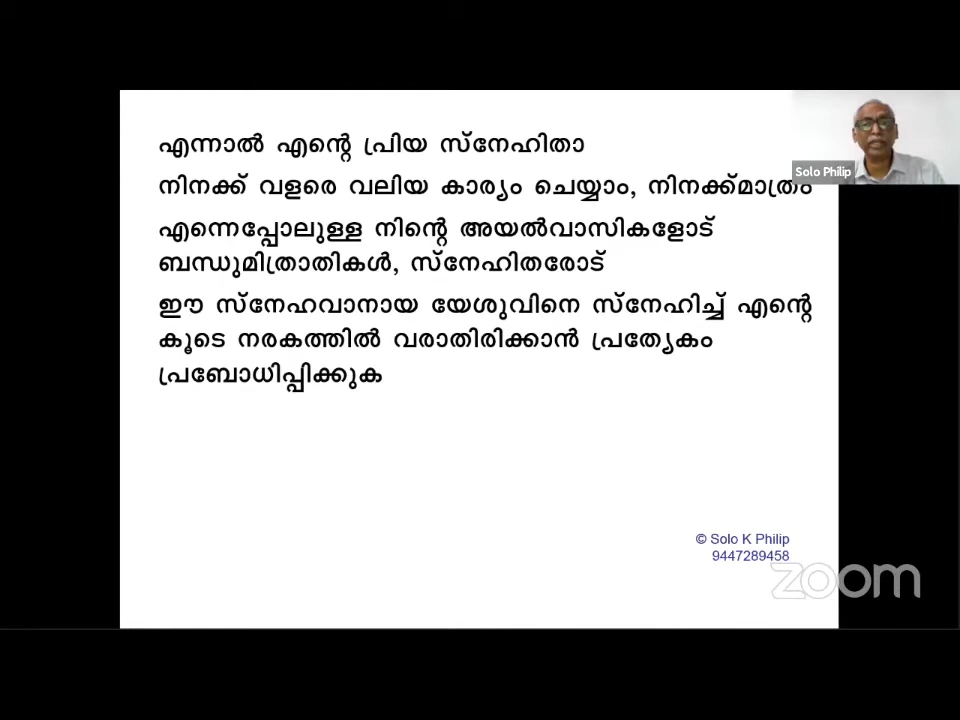 എന്നാൽ എന്റെ പ്രിയ സ്നേഹിതാ
നിനക്ക് വളരെ വലിയ കാര്യം ചെയ്യാം, നിനക്ക്മാത്രം
എന്നെപ്പോലുള്ള നിന്റെ അയൽവാസികളോട്
ബന്ധുമിത്രാതികൾ, സ്നേഹിതരോട്
ഈ സ്നേഹവാനായ യേശുവിനെ സ്നേഹിച്ച് എന്റെ
കൂടെ നരകത്തിൽ വരാതിരിക്കാൻ പ്രത്യേകം
പ്രബോധിപ്പിക്കുക
Solo Philip
© Solo K Philip
9447289458
zoom